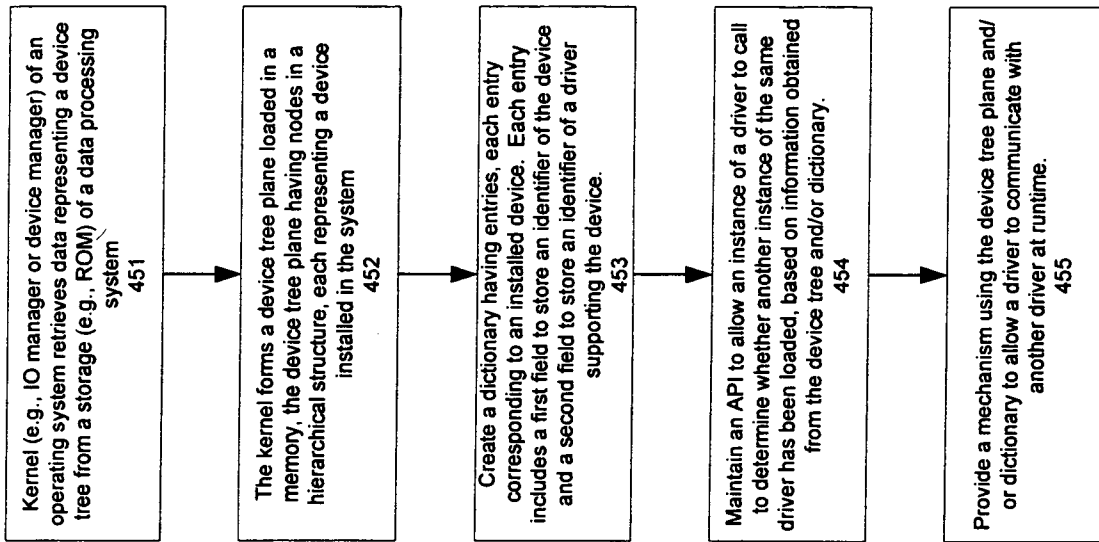 Kernel (e.g., IO manager or device manager) of an
operating system retrieves data representing a device
tree from a storage (e.g., ROM) of a data processing
system
451
The kernel forms a device tree plane loaded in a
memory, the device tree plane having nodes in a
hierarchical structure, each representing a device
installed in the system
452
Create a dictionary having entries, each entry
corresponding to an installed device. Each entry
includes a first field to store an identifier of the device
and a second field to store an identifier of a driver
supporting the device.
453
Maintain an API to allow an instance of a driver to call
to determine whether another instance of the same
driver has been loaded, based on information obtained
from the device tree and/or dictionary.
454
Provide a mechanism using the device tree plane and/
or dictionary to allow a driver to communicate with
another driver at runtime.
455